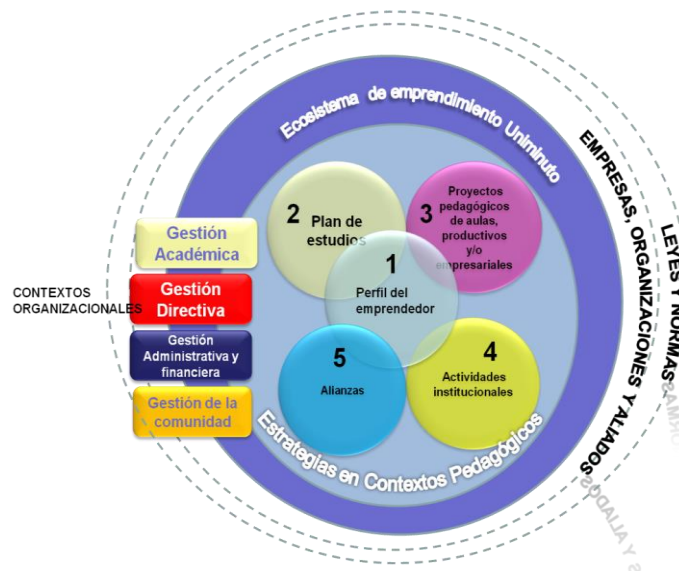 Ecosistema de emprendimiento Uniminuto
2
Plan de
estudios
3
Proyectos
pedagógicos
de aulas,
productivos
y/o
empresariales
1
Perfil del
emprendedor
5
Alianzas
4
Actividades
institucionales
Estrategias en Contextos Pedagógicos
Gestión
Académica
Gestión
Directiva
Gestión
Administrativa y
financiera
Gestión de la
comunidad
CONTEXTOS
ORGANIZACIONALES
EMPRESAS, ORGANIZACIONES Y ALIADOS
LEYES Y NORMAS